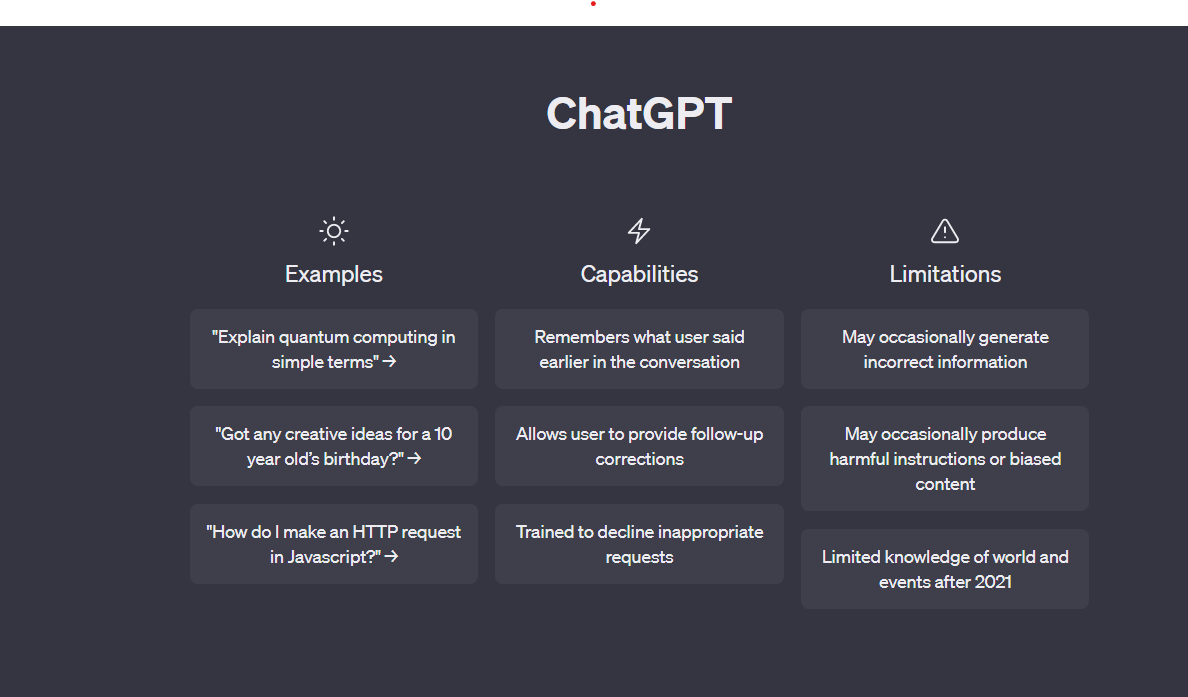 ChatGPT
Examples
"Explain quantum computing in
simple terms" →
"Got any creative ideas for a 10
year old’s birthday?" →
"How do I make an HTTP request
in Javascript?" →
Capabilities
Remembers what user said
earlier in the conversation
Allows user to provide follow-up
corrections
Trained to decline inappropriate
requests
Limitations
May occasionally generate
incorrect information
May occasionally produce
harmful instructions or biased
content
Limited knowledge of world and
events after 2021